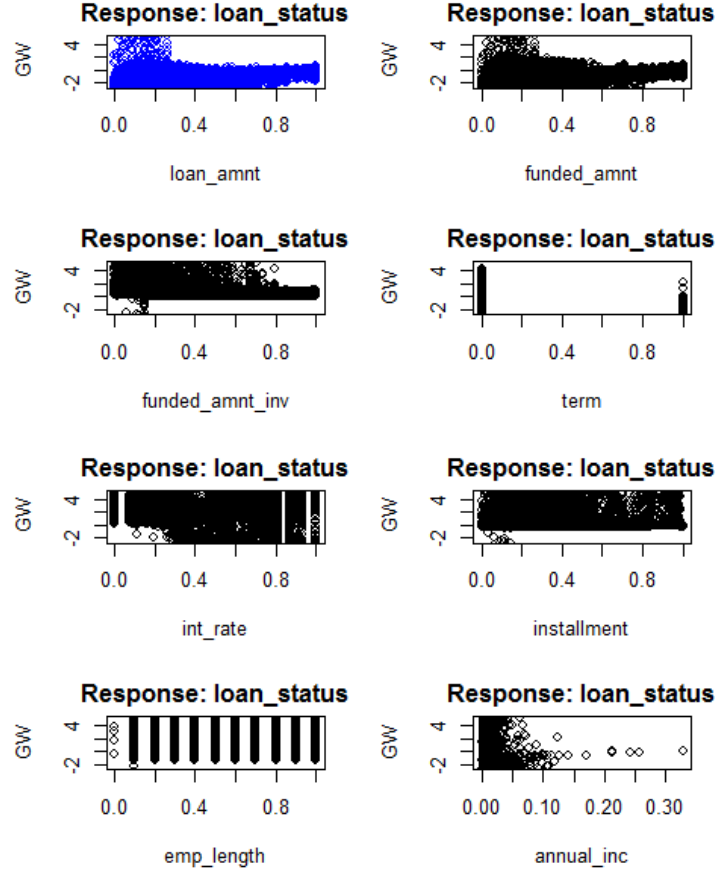 Response: loan_status
GW
4
-2
0.0 0.4 0.8
loan_amnt
Response: loan_status
GW
4
-2
0.0 0.4 0.8
funded_amnt
Response: loan_status
GW
4
-2
0.0 0.4 0.8
funded_amnt_inv
Response: loan_status
GW
4
-2
0.0 0.4 0.8
term
Response: loan_status
GW
4
-2
0.0 0.4 0.8
int_rate
Response: loan_status
GW
4
-2
0.0 0.4 0.8
installment
Response: loan_status
GW
4
-2
0.0 0.4 0.8
emp_length
Response: loan_status
GW
4
-2
0.00 0.10 0.20 0.30
annual_inc